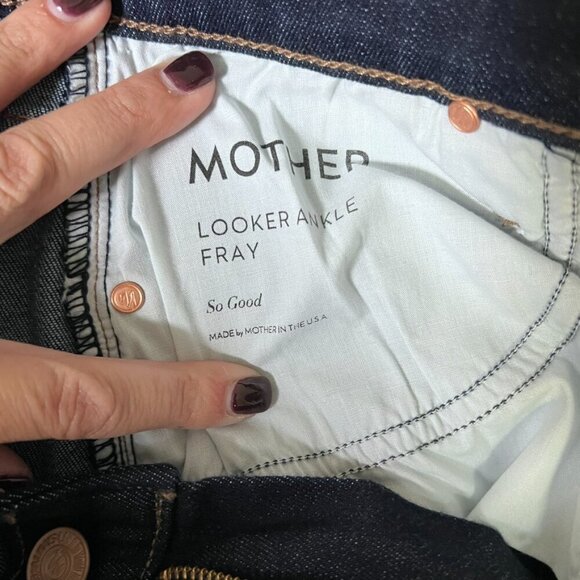 MOTHER
LOOKER ANKLE
FRAY
So Good
MADE by MOTHER IN THE U.S.A